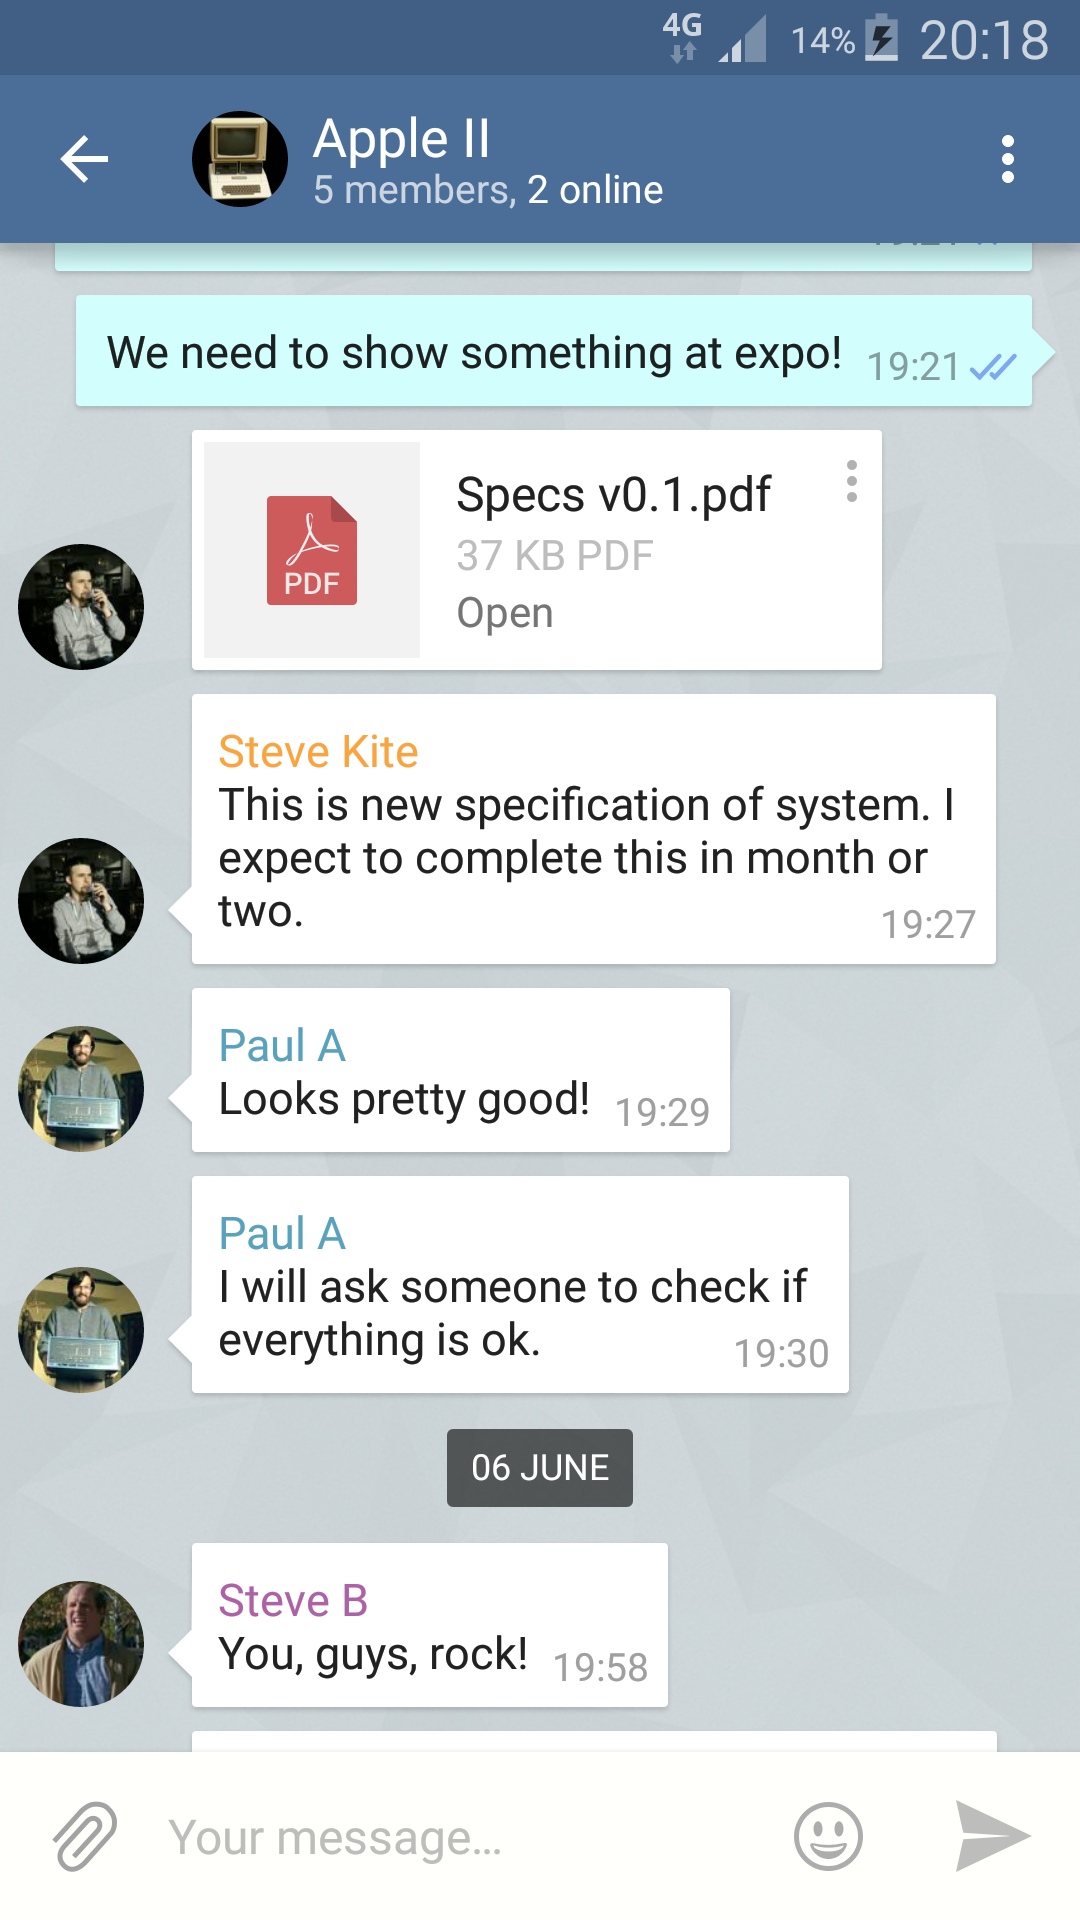 4G 14% 20:18
Apple II
5 members, 2 online
We need to show something at expo! 19:21
Specs v0.1.pdf
37 KB PDF
PDF
Open
Steve Kite
This is new specification of system. I
expect to complete this in month or
two. 19:27
Paul A
Looks pretty good! 19:29
Paul A
I will ask someone to check if
everything is ok. 19:30
06 JUNE
Steve B
You, guys, rock! 19:58
Your message...